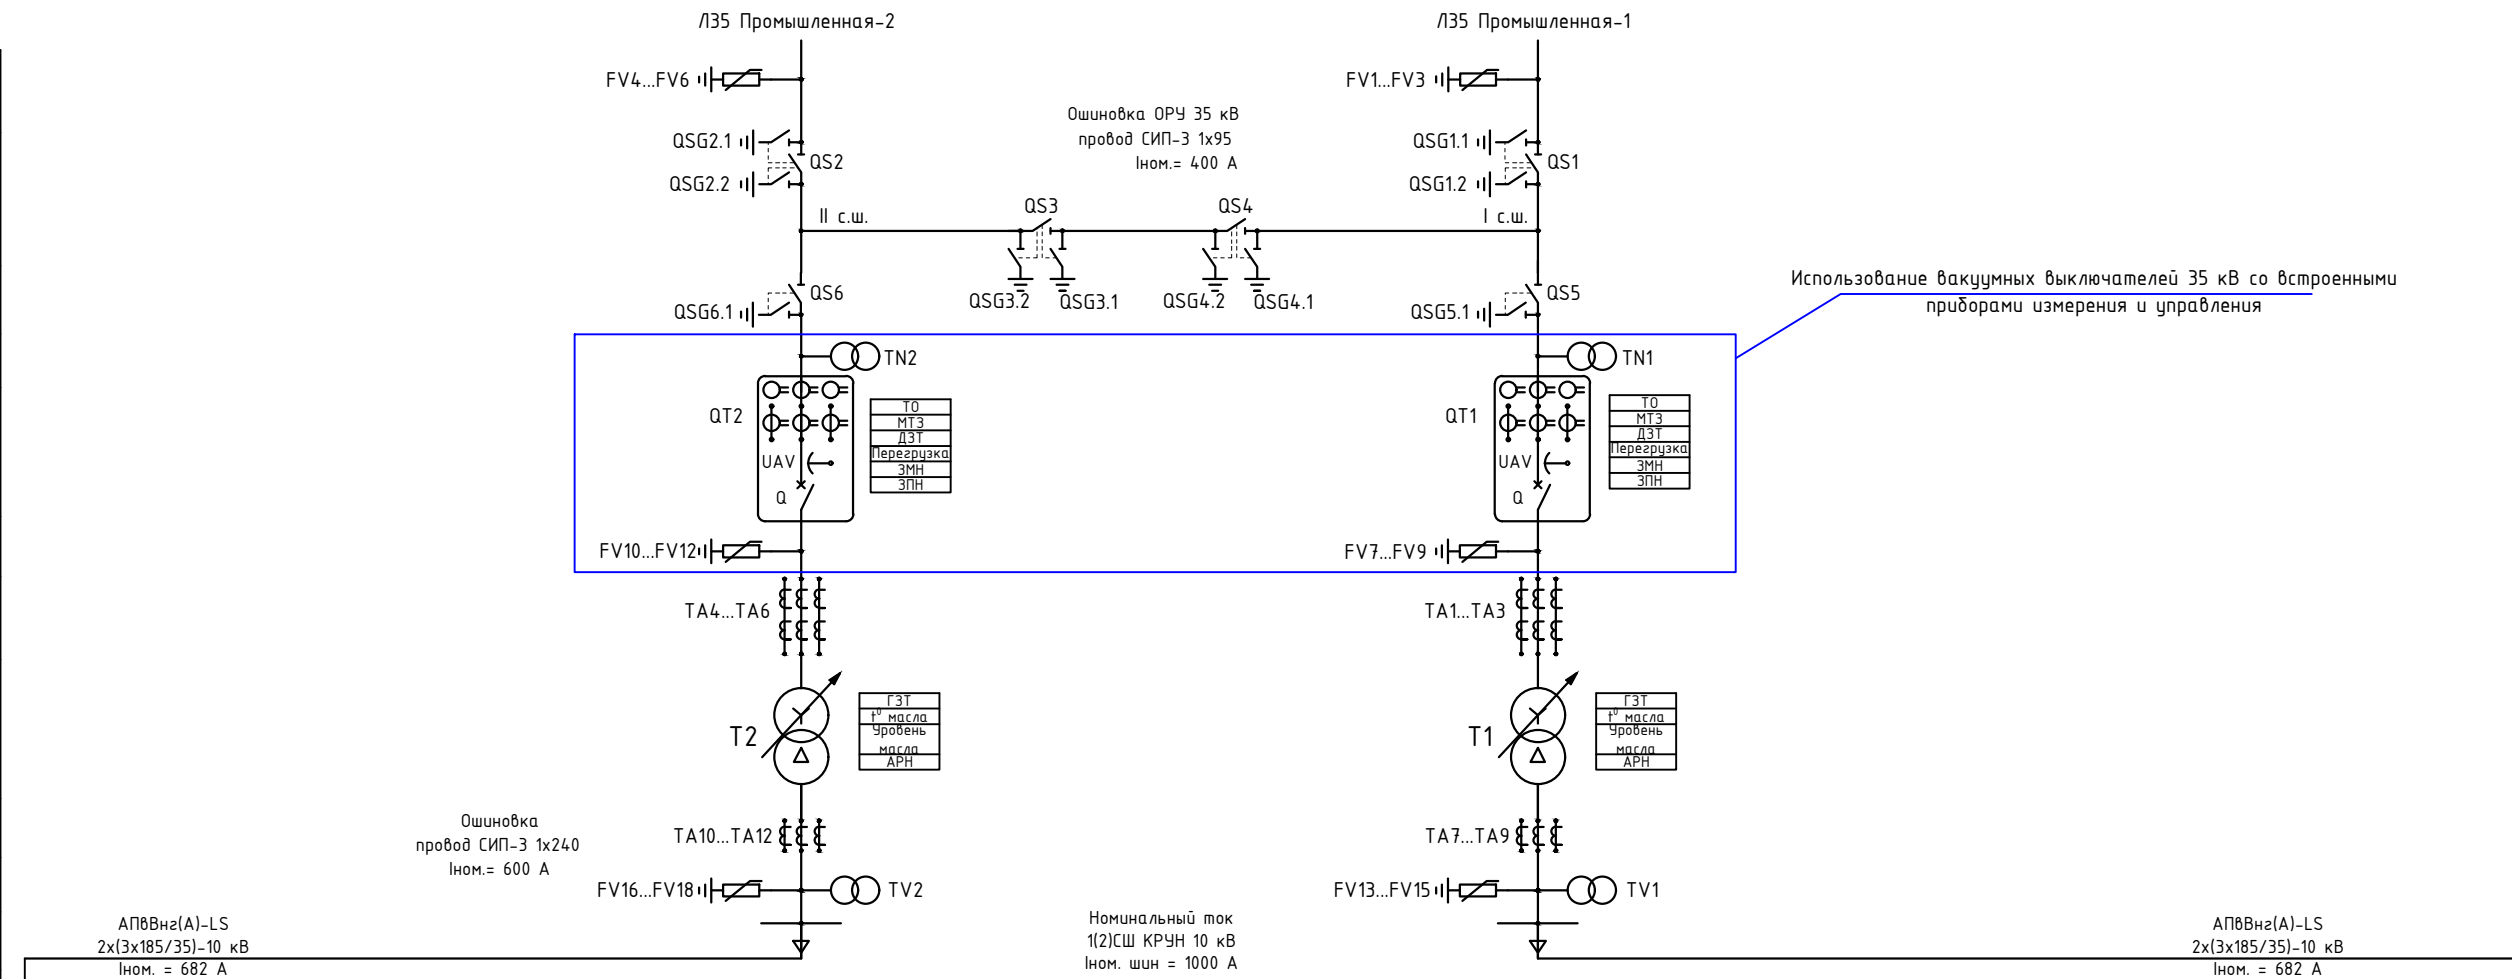 ЛЭ5 Промышленная-2
ЛЭ5 Промышленная-1
FV4...FV6
FV1...FV3
Ошиновка ОРУ 35 кВ
провод СИП-3 1х95
Iном.= 400 А
QSG2.1
QS2
QSG2.2
QSG1.1
QS1
QSG1.2
II с.ш.
QS3
QS4
I с.ш.
QSG3.2
QSG3.1
QSG4.2
QSG4.1
QS6
QSG6.1
QS5
QSG5.1
Использование вакуумных выключателей 35 кВ со встроенными
приборами измерения и управления
TN2
TN1
QT2
UAV
Q
ТО
МТЗ
ДЗТ
Перегрузка
ЗМН
ЗПН
QT1
UAV
Q
ТО
МТЗ
ДЗТ
Перегрузка
ЗМН
ЗПН
FV10...FV12
FV7...FV9
TA4...TA6
TA1...TA3
T2
ГЗТ
t⁰ масла
Уровень
масла
АРН
T1
ГЗТ
t⁰ масла
Уровень
масла
АРН
Ошиновка
провод СИП-3 1х240
Iном.= 600 А
TA10...TA12
TA7...TA9
FV16...FV18
TV2
FV13...FV15
TV1
АПвВнг(А)-LS
2х(3х185/35)-10 кВ
Iном. = 682 А
Номинальный ток
1(2)СШ КРУН 10 кВ
Iном. шин = 1000 А
АПвВнг(А)-LS
2х(3х185/35)-10 кВ
Iном. = 682 А